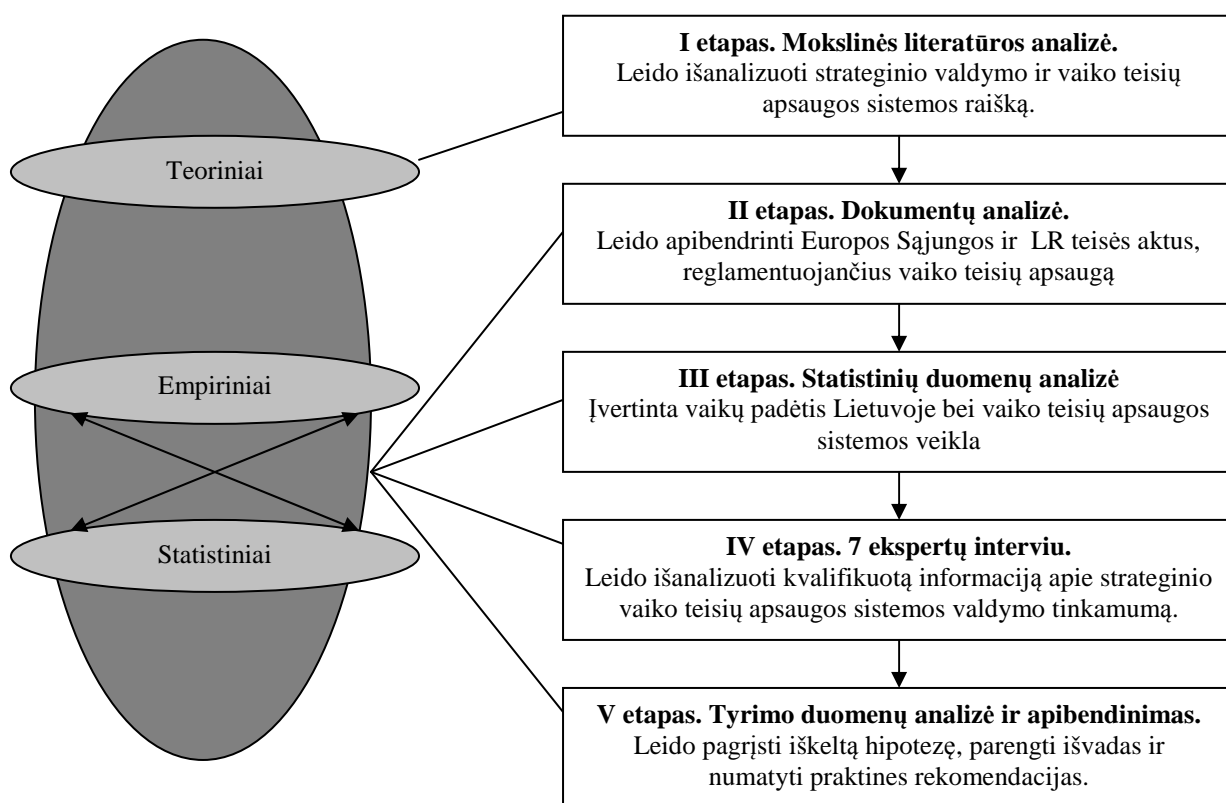 Teoriniai
Empiriniai
Statistiniai
I etapas. Mokslinės literatūros analizė.
Leido išanalizuoti strateginio valdymo ir vaiko teisių
apsaugos sistemos raišką.
II etapas. Dokumentų analizė.
Leido apibendrinti Europos Sąjungos ir LR teisės aktus,
reglamentuojančius vaiko teisių apsaugą
III etapas. Statistinių duomenų analizė
Įvertinta vaikų padėtis Lietuvoje bei vaiko teisių apsaugos
sistemos veikla
IV etapas. 7 ekspertų interviu.
Leido išanalizuoti kvalifikuotą informaciją apie strateginio
vaiko teisių apsaugos sistemos valdymo tinkamumą.
V etapas. Tyrimo duomenų analizė ir apibendinimas.
Leido pagrįsti iškeltą hipotezę, parengti išvadas ir
numatyti praktines rekomendacijas.